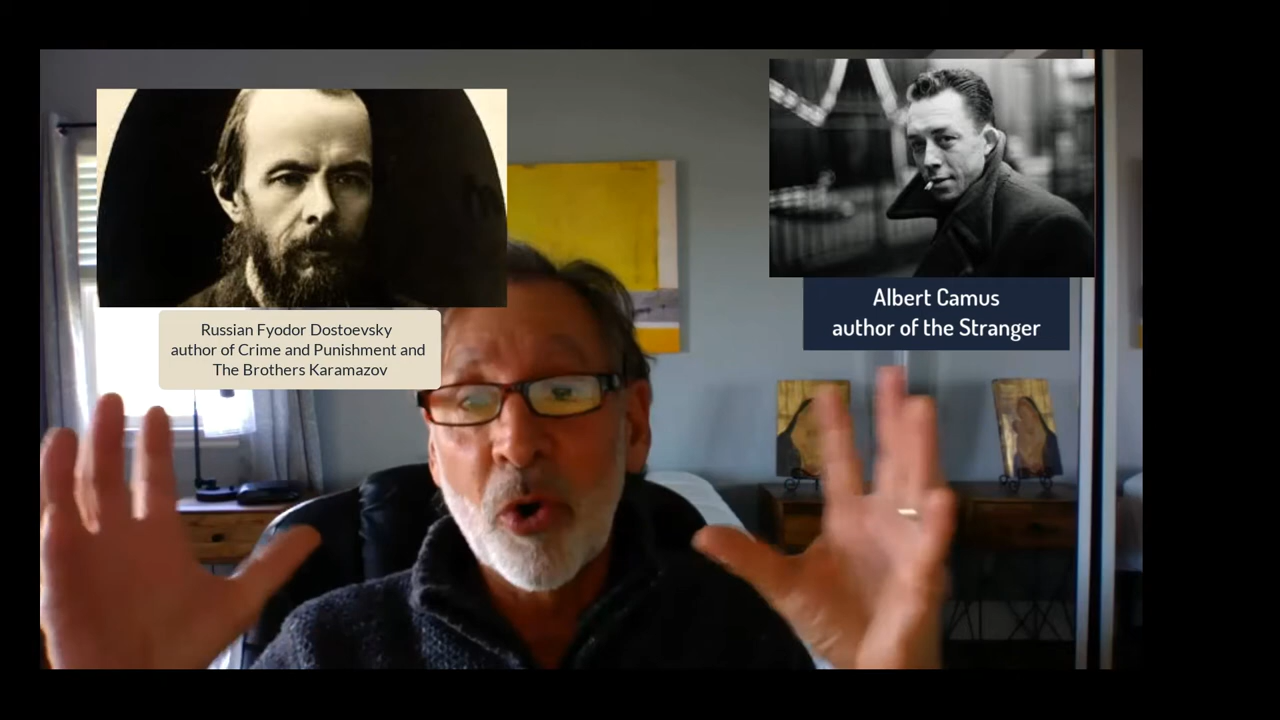 Russian Fyodor Dostoevsky
author of Crime and Punishment and
The Brothers Karamazov
Albert Camus
author of the Stranger